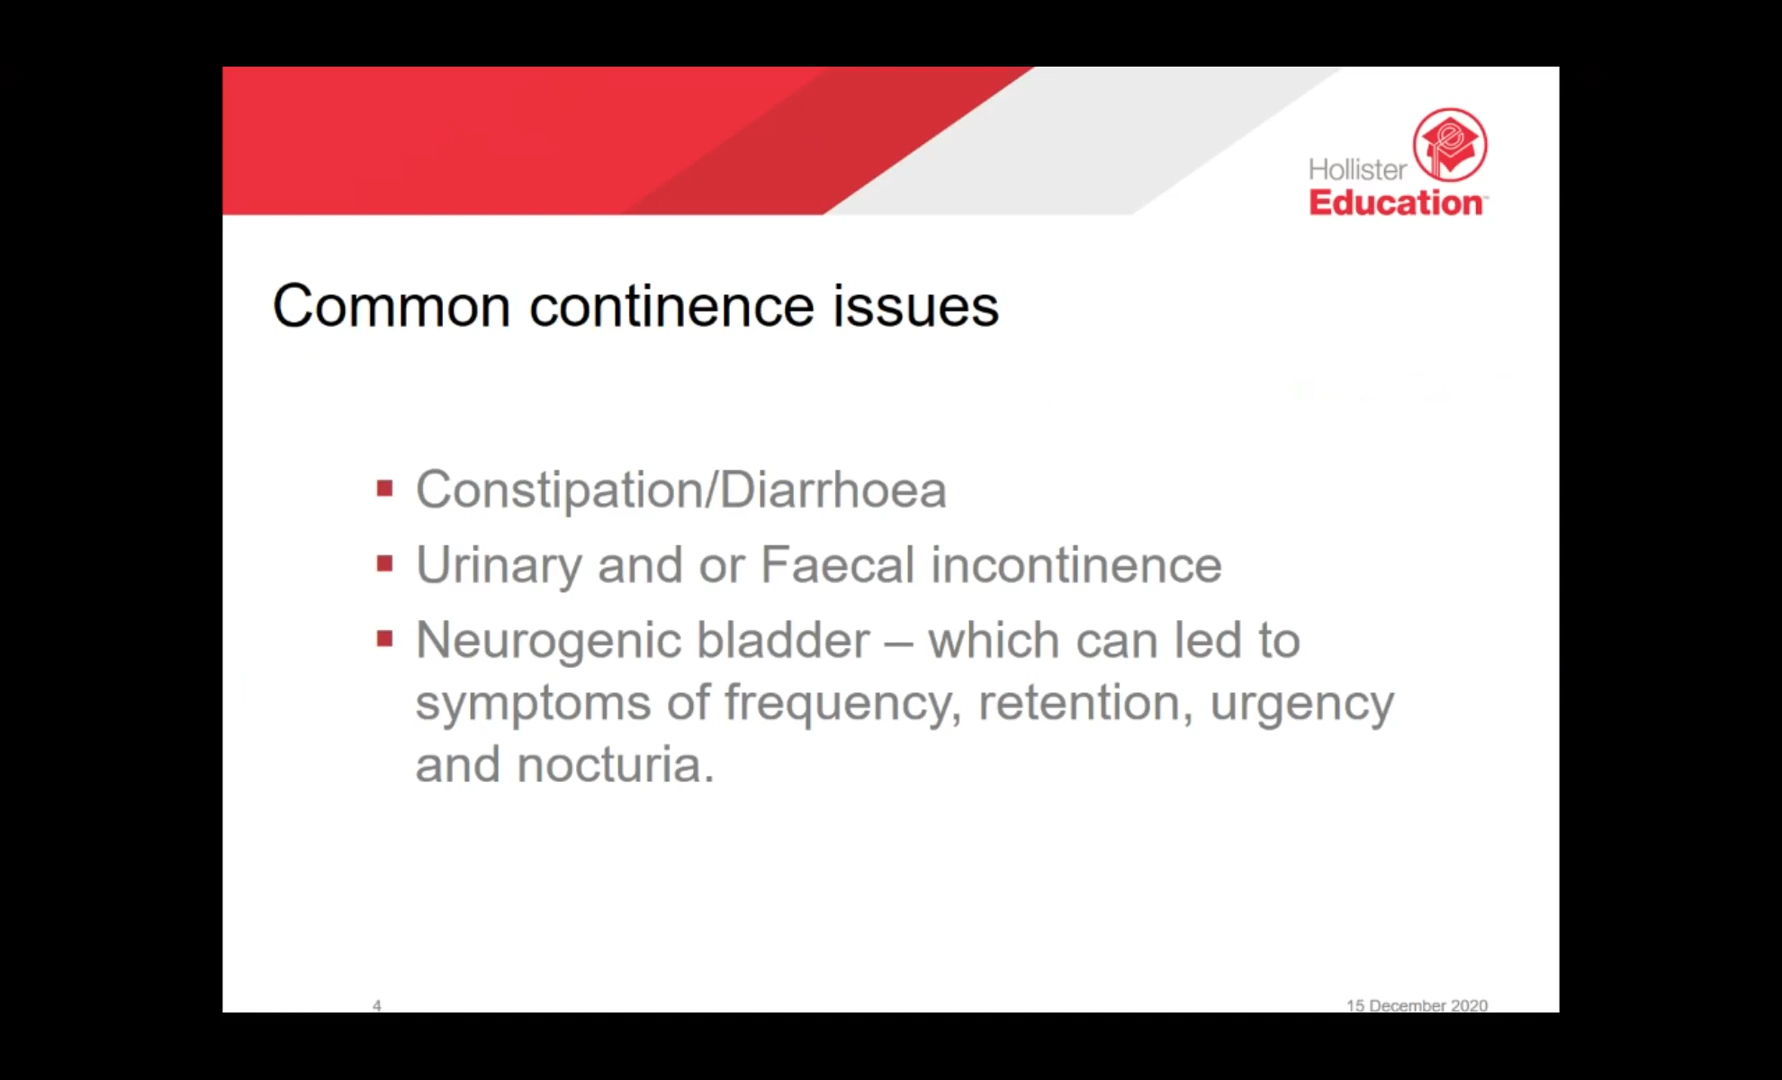 Hollister
Education
Common continence issues
Constipation/Diarrhoea
Urinary and or Faecal incontinence
Neurogenic bladder – which can led to
symptoms of frequency, retention, urgency
and nocturia.
4
15 December 2020